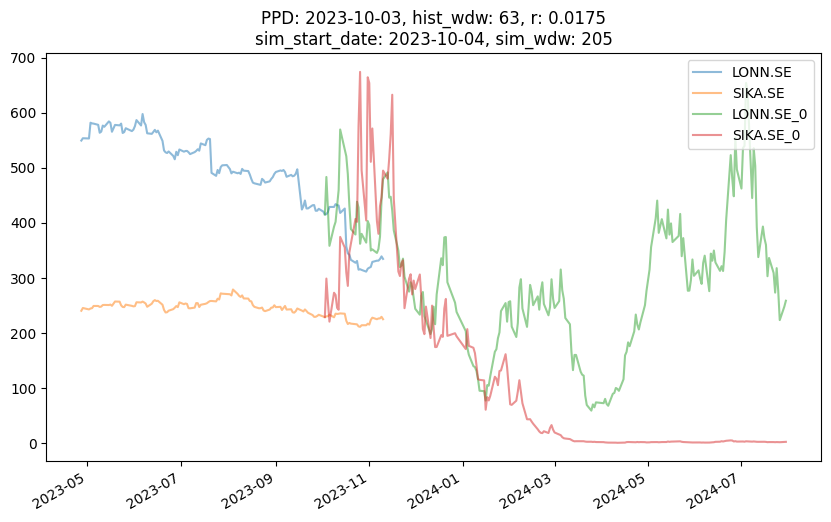 PPD: 2023-10-03, hist_wdw: 63, r: 0.0175
sim_start_date: 2023-10-04, sim_wdw: 205
LONN.SE
SIKA.SE
LONN.SE_0
SIKA.SE_0
700
600
500
400
300
200
100
0
2023-05
2023-07
2023-09
2023-11
2024-01
2024-03
2024-05
2024-07